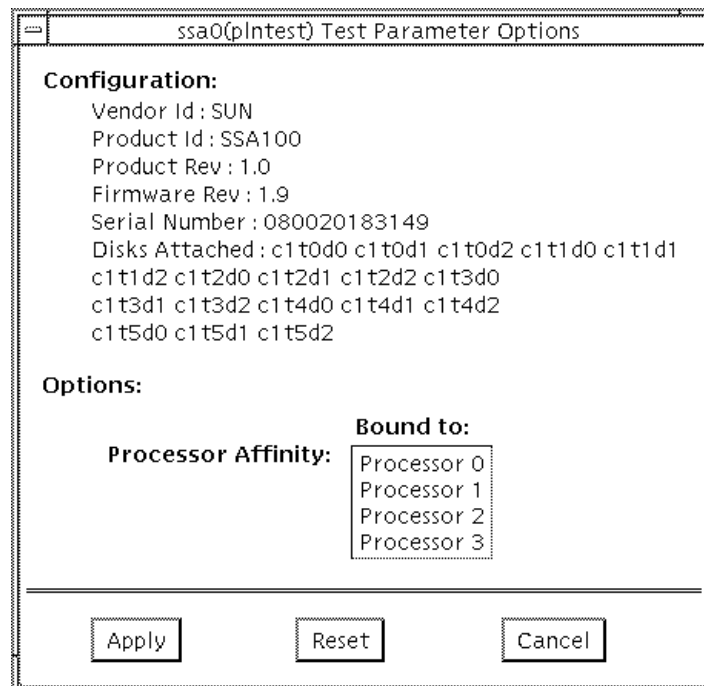 ssa0(plntest) Test Parameter Options
Configuration:
Vendor Id : SUN
Product Id : SSA100
Product Rev : 1.0
Firmware Rev : 1.9
Serial Number : 080020183149
Disks Attached : c1t0d0 c1t0d1 c1t0d2 c1t1d0 c1t1d1
c1t1d2 c1t2d0 c1t2d1 c1t2d2 c1t3d0
c1t3d1 c1t3d2 c1t4d0 c1t4d1 c1t4d2
c1t5d0 c1t5d1 c1t5d2
Options:
Bound to:
Processor Affinity:
Processor 0
Processor 1
Processor 2
Processor 3
Apply Reset Cancel